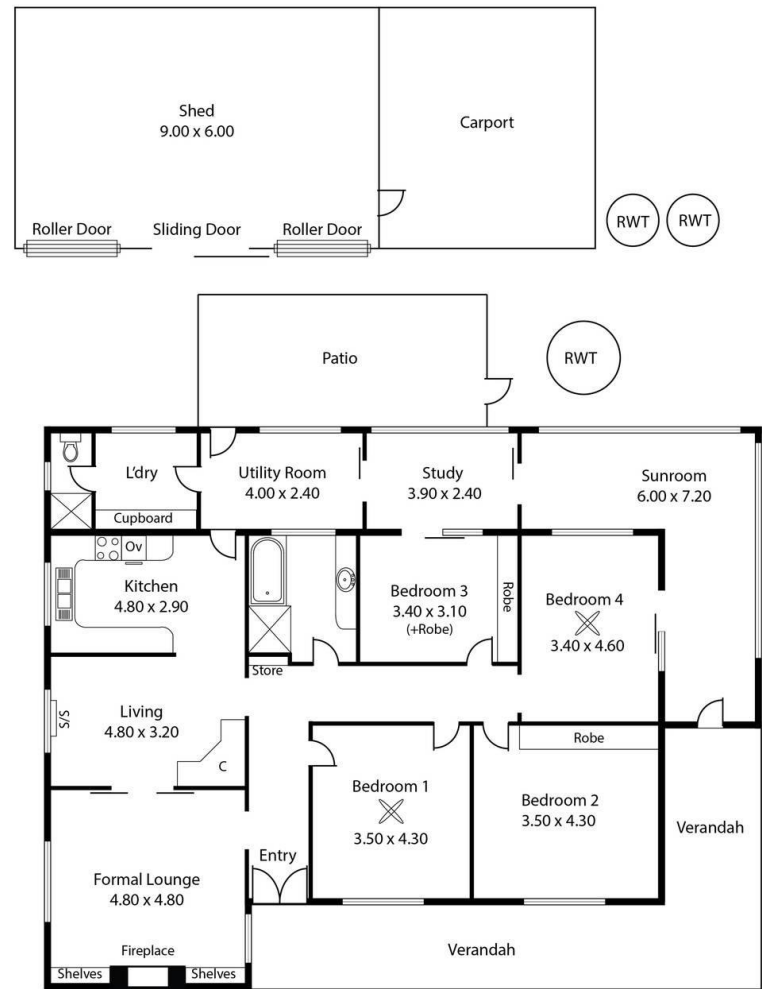 Shed
9.00 x 6.00
Carport
Roller Door
Sliding Door
Roller Door
RWT
RWT
Patio
RWT
L'dry
Cupboard
Utility Room
4.00 x 2.40
Study
3.90 x 2.40
Sunroom
6.00 x 7.20
Ov
Kitchen
4.80 x 2.90
Bedroom 3
3.40 x 3.10
(+Robe)
Robe
Bedroom 4
3.40 x 4.60
Store
S/S
Living
4.80 x 3.20
C
Robe
Bedroom 1
3.50 x 4.30
Bedroom 2
3.50 x 4.30
Verandah
Entry
Formal Lounge
4.80 x 4.80
Fireplace
Shelves
Shelves
Verandah